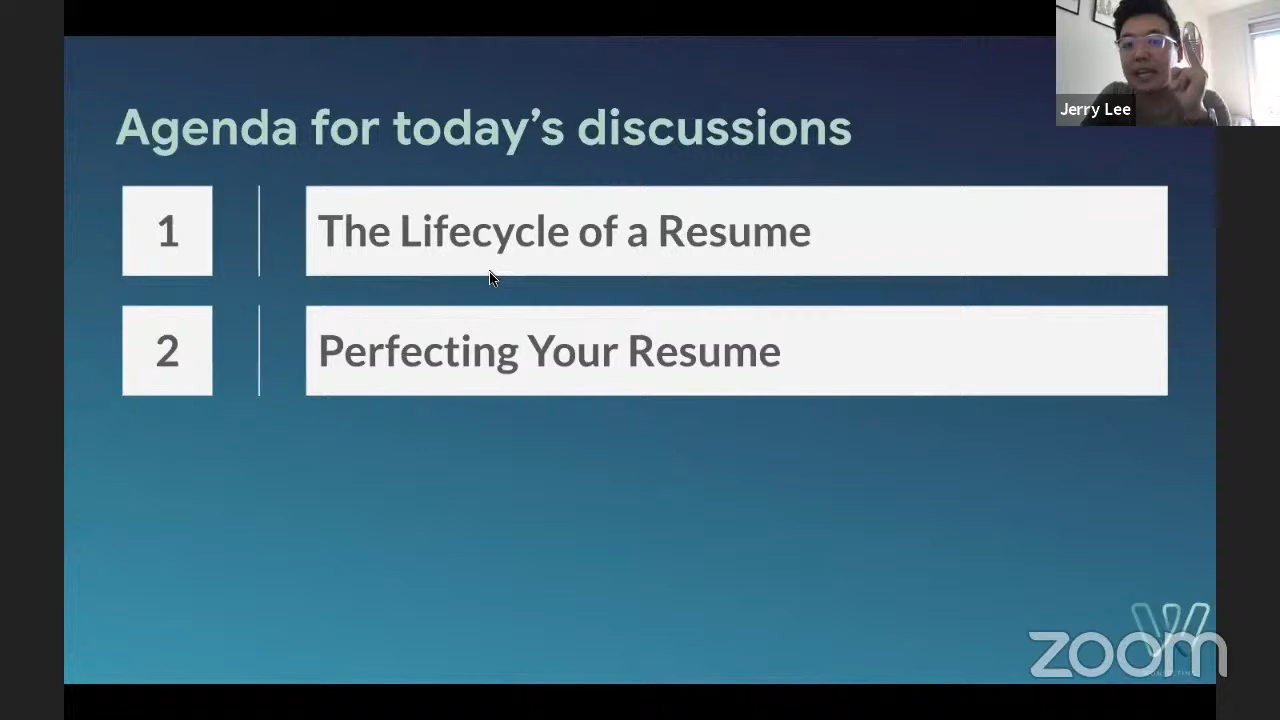 Agenda for today’s discussions
Jerry Lee
1
The Lifecycle of a Resume
2
Perfecting Your Resume
zoom